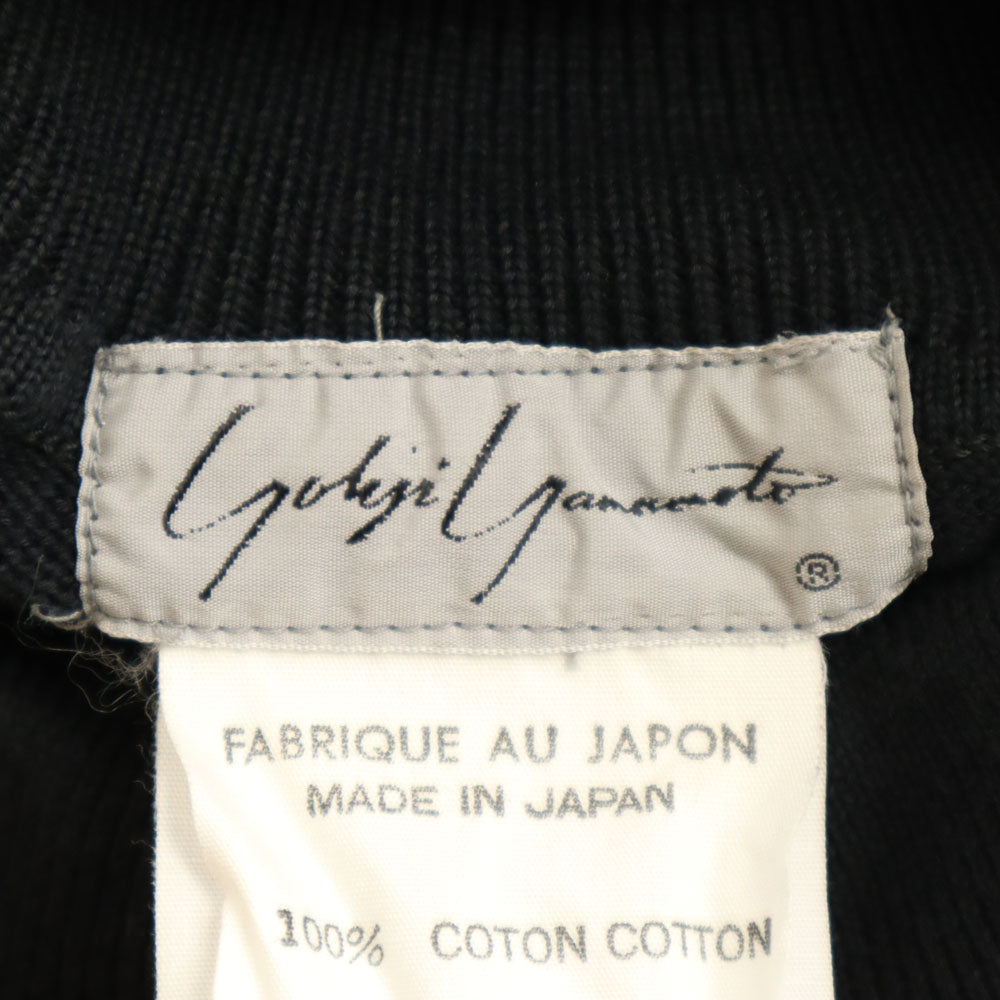 Yohji Yamamoto
®
FABRIQUE AU JAPON
MADE IN JAPAN
100% COTON COTTON